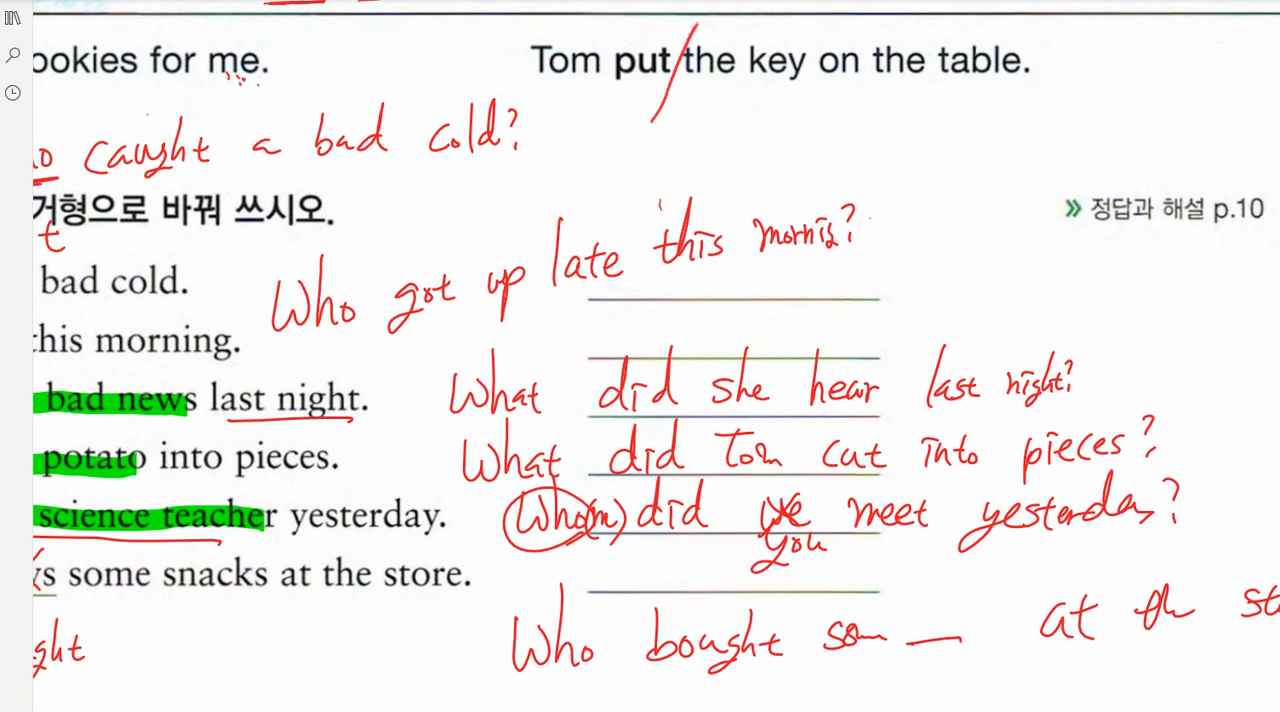 ookies for me. Tom put the key on the table.
caught a bad cold?
거형으로 바꿔 쓰시오. » 정답과 해설 p.10
t
Who got up late this morning?
bad cold.
this morning.
bad news last night. What did she hear last night?
potato into pieces. What did Tom cut into pieces?
science teacher yesterday. Who(m) did we meet yesterday?
you
s some snacks at the store.
ght Who bought som — at th st